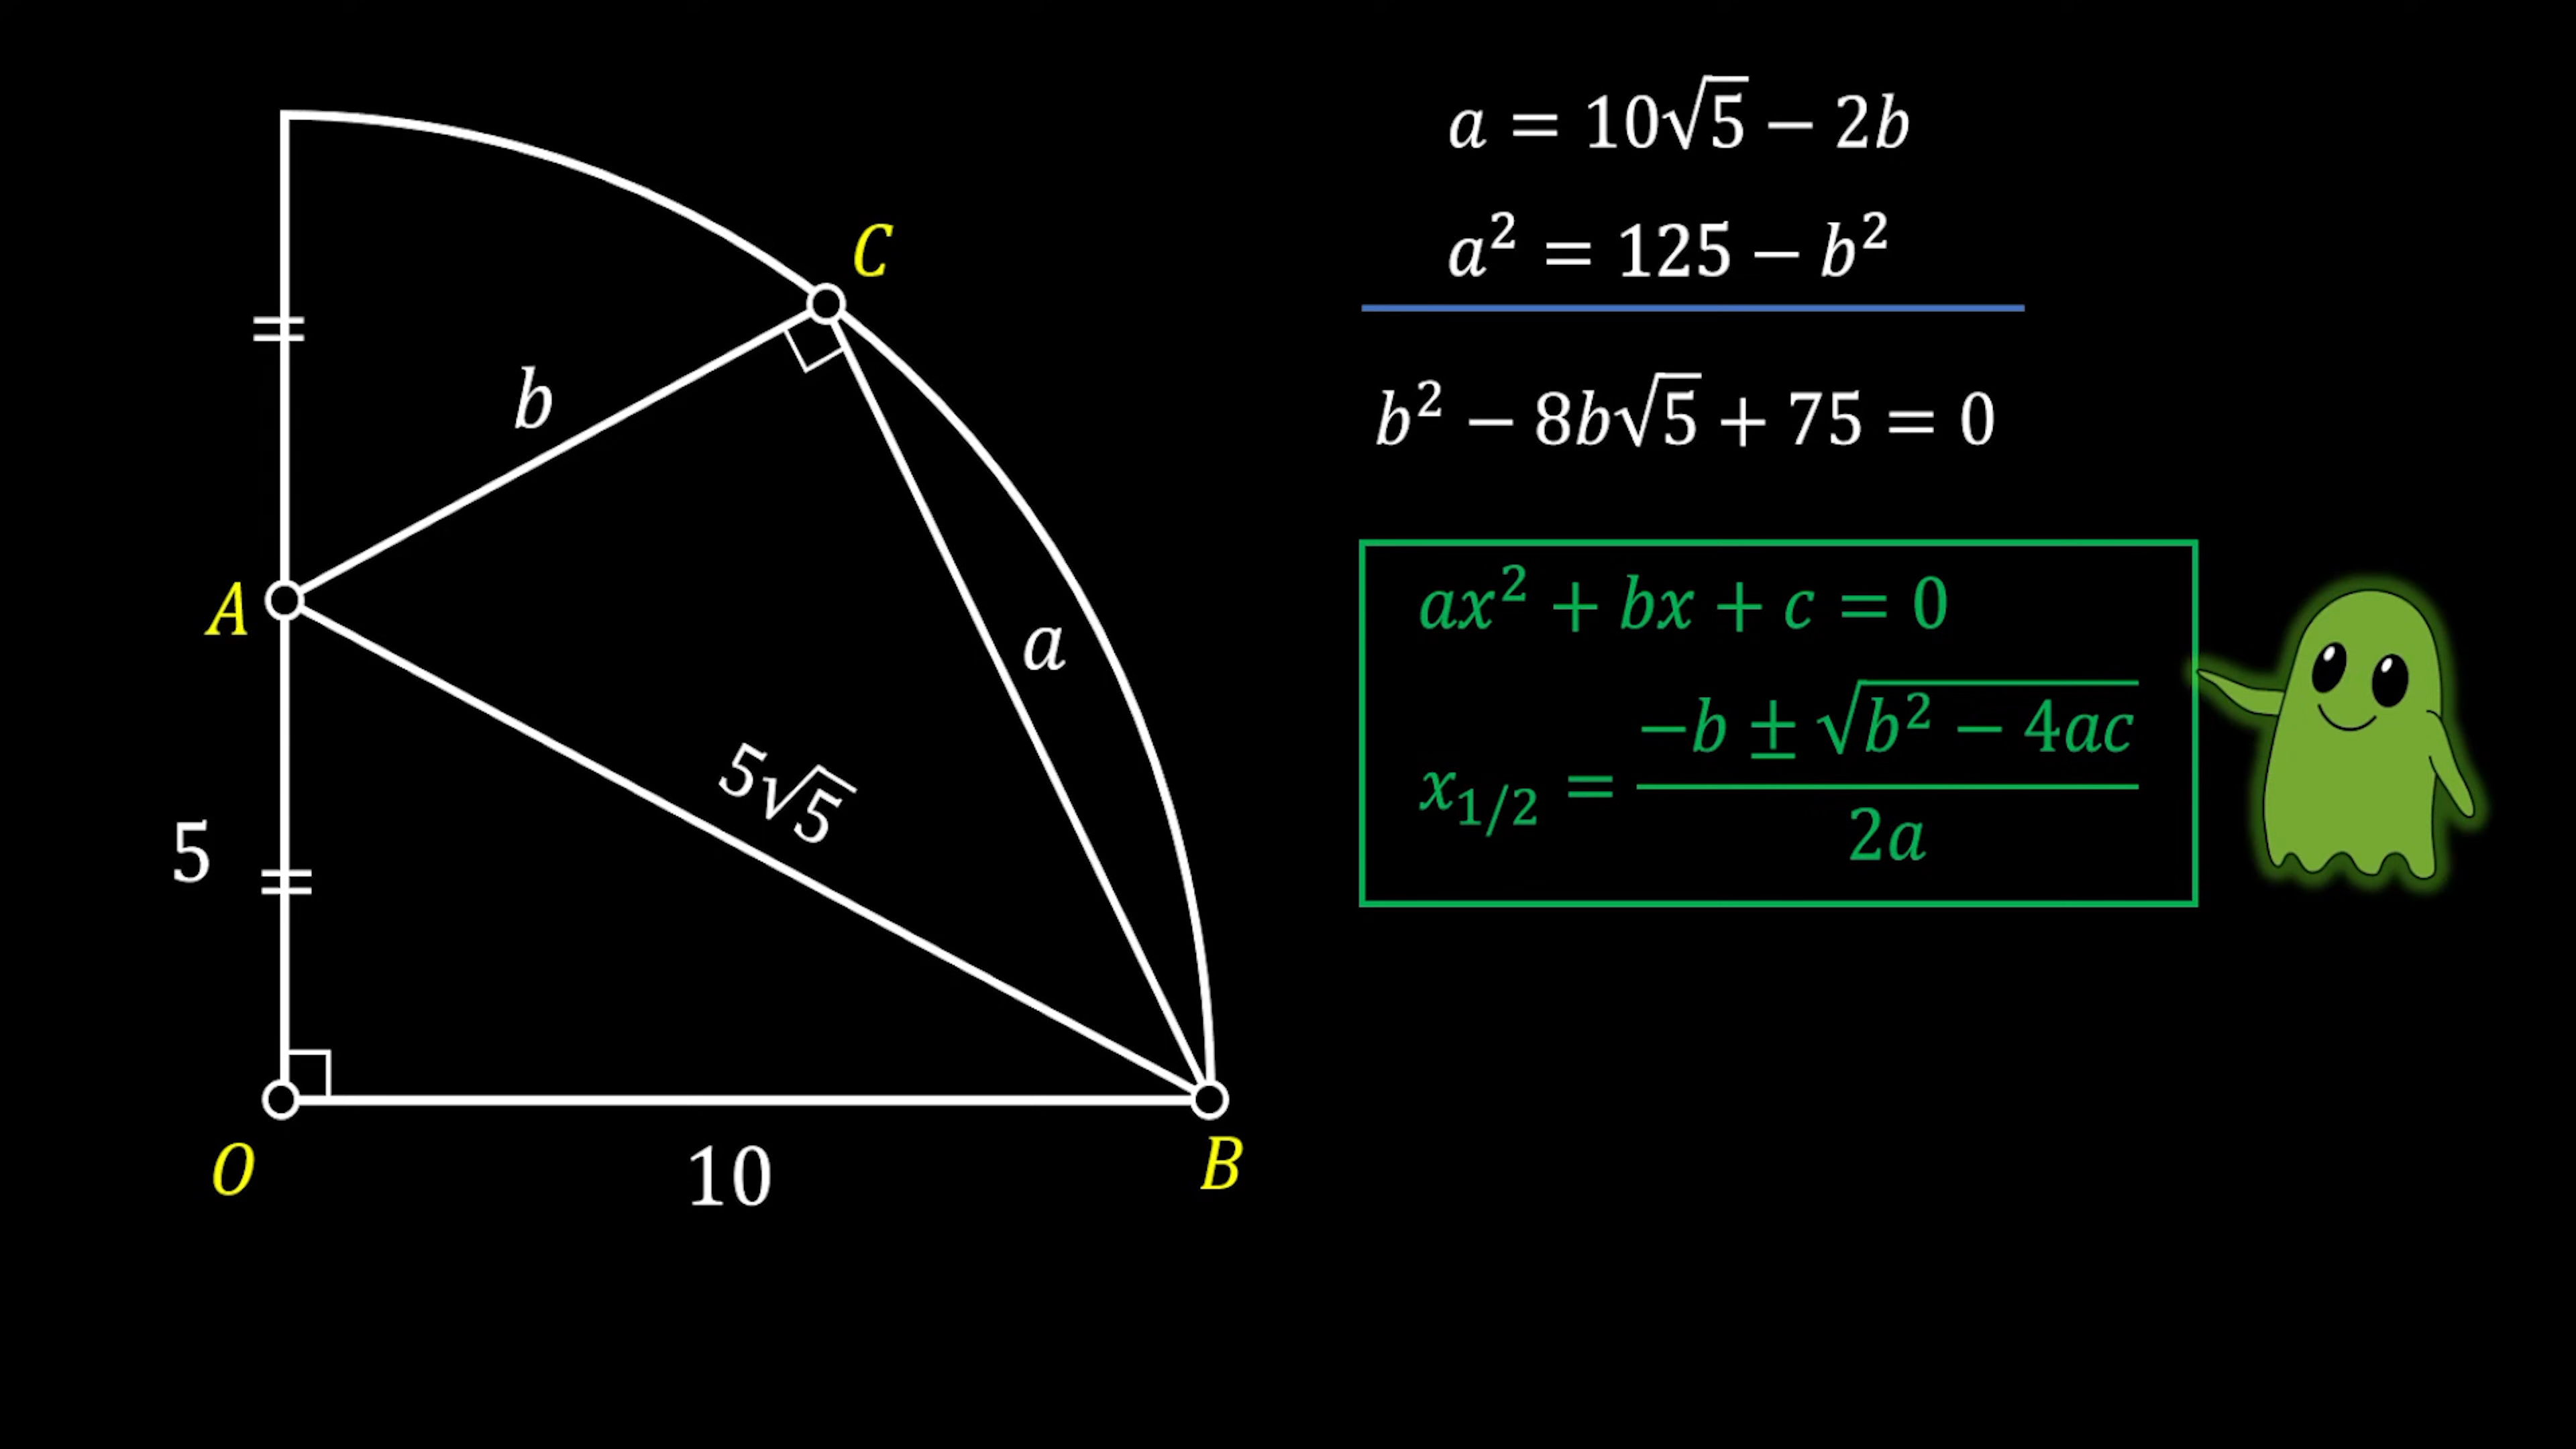 a = 10√5 − 2b
a² = 125 − b²
b² − 8b√5 + 75 = 0
ax² + bx + c = 0
x₁/₂ = (−b ± √(b² − 4ac)) / 2a
C
b
A
a
5√5
5
O
10
B